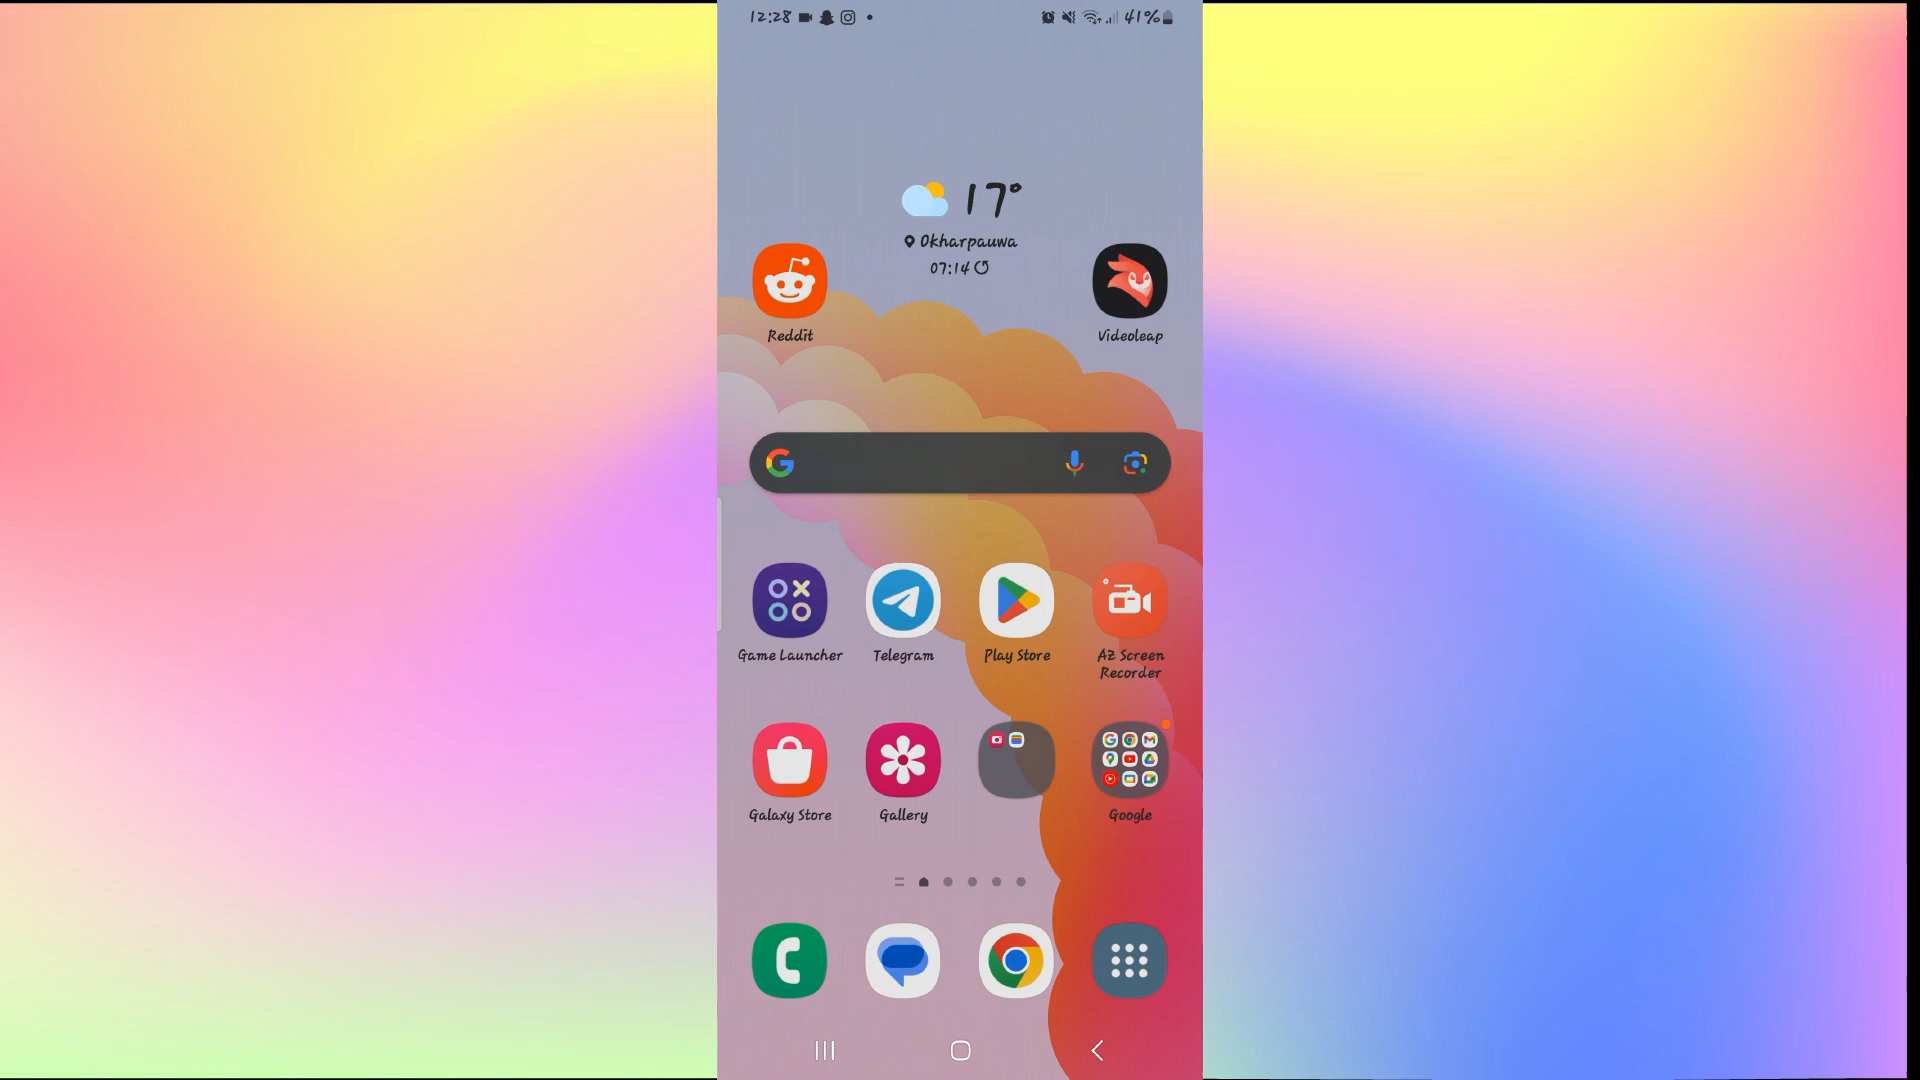 12:28
41%
17°
Okharpauwa
07:14
Reddit
Videoleap
Game Launcher
Telegram
Play Store
AZ Screen
Recorder
Galaxy Store
Gallery
Google